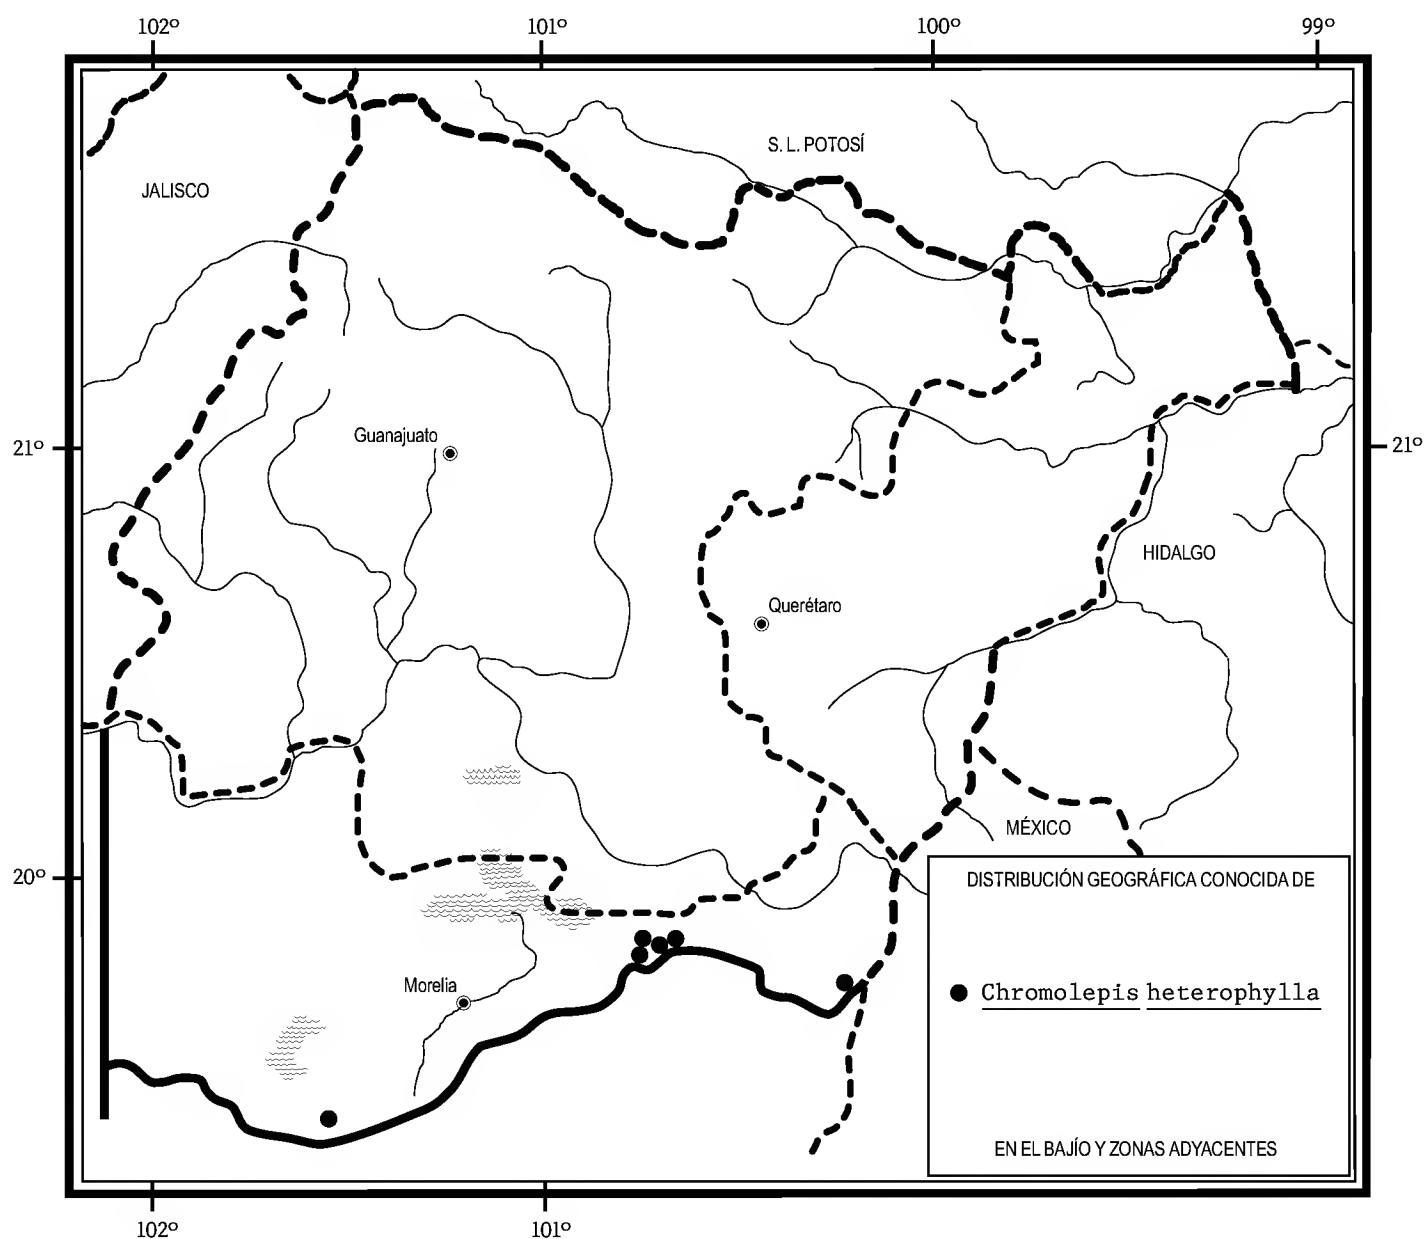 102º 101º 100º 99º
S. L. POTOSÍ
JALISCO
Guanajuato
21º 21º
HIDALGO
Querétaro
MÉXICO
20º
DISTRIBUCIÓN GEOGRÁFICA CONOCIDA DE
Morelia
Chromolepis heterophylla
EN EL BAJÍO Y ZONAS ADYACENTES
102º 101º